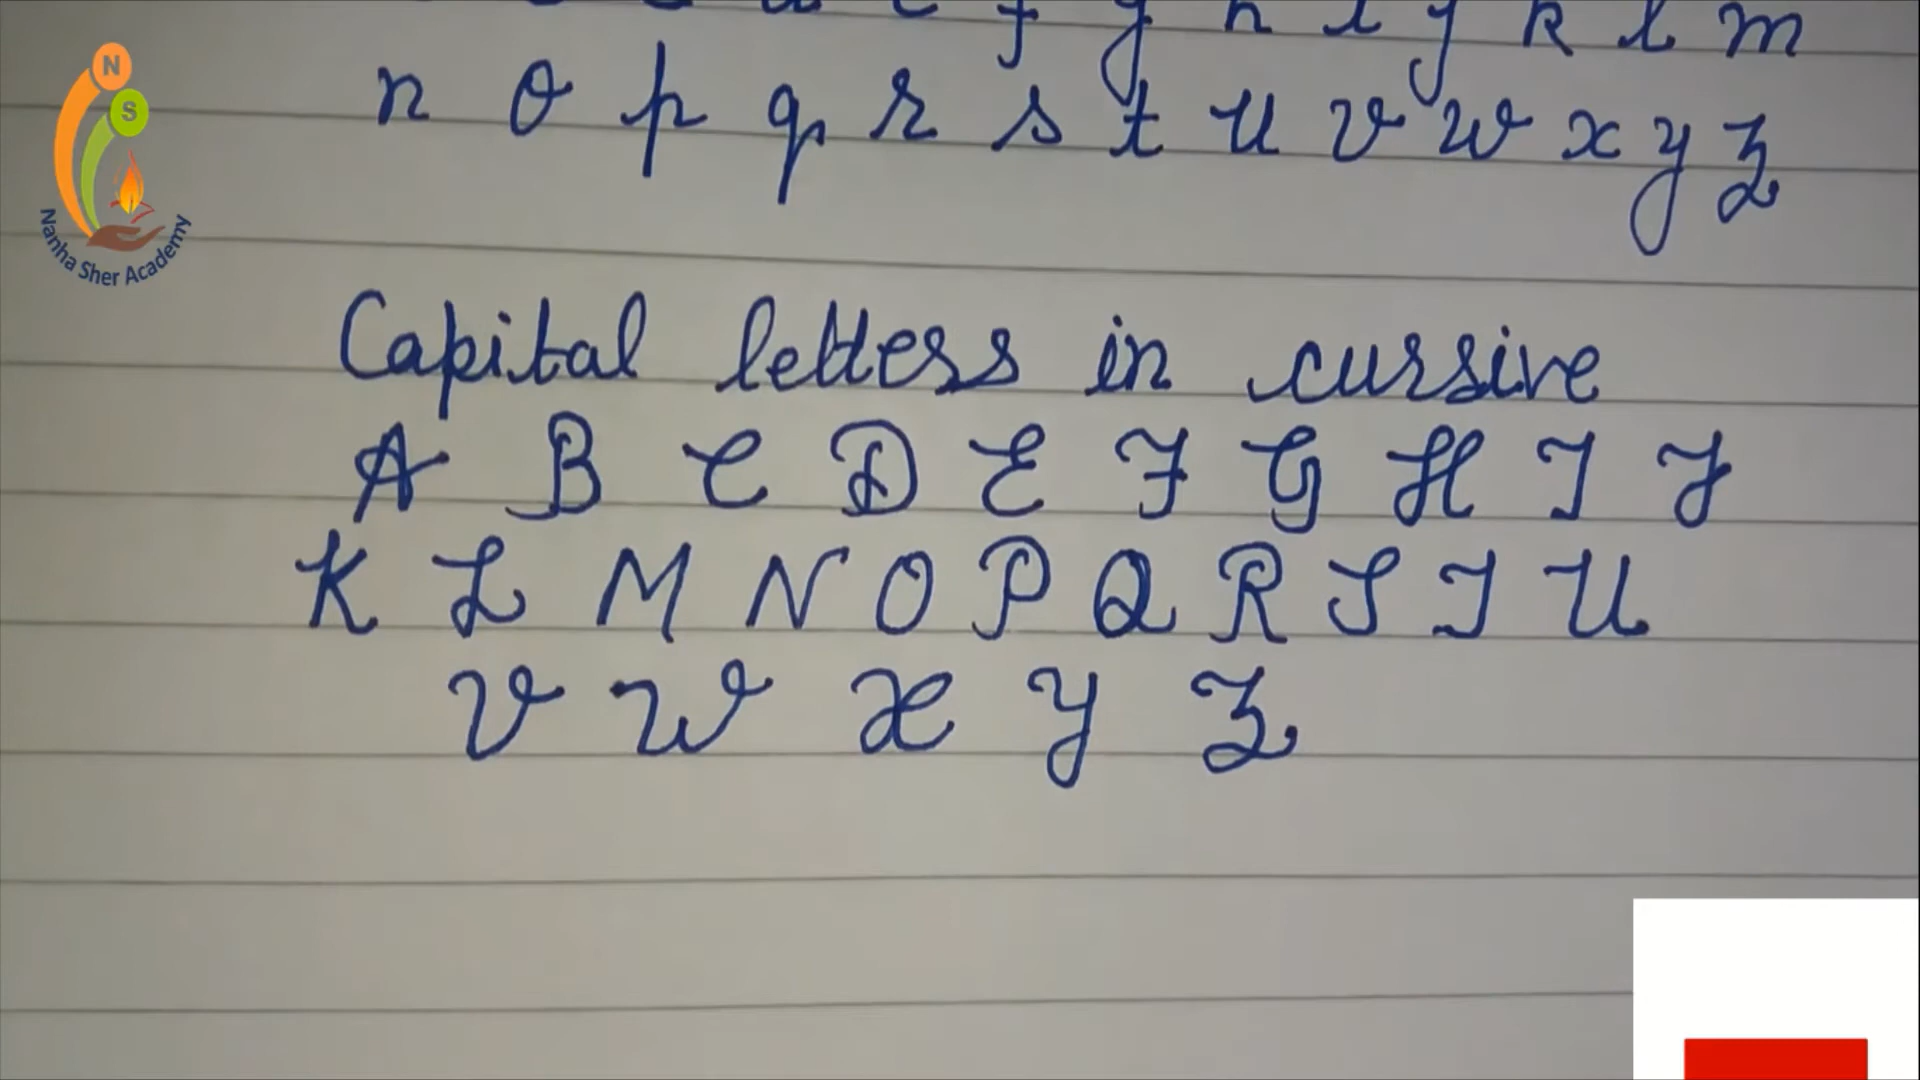 f g h i j k l m
n o p q r s t u v w x y z
Capital letters in cursive
A B C D E F G H I J
K L M N O P Q R S T U
V W X Y Z
N
S
Nanha Sher Academy